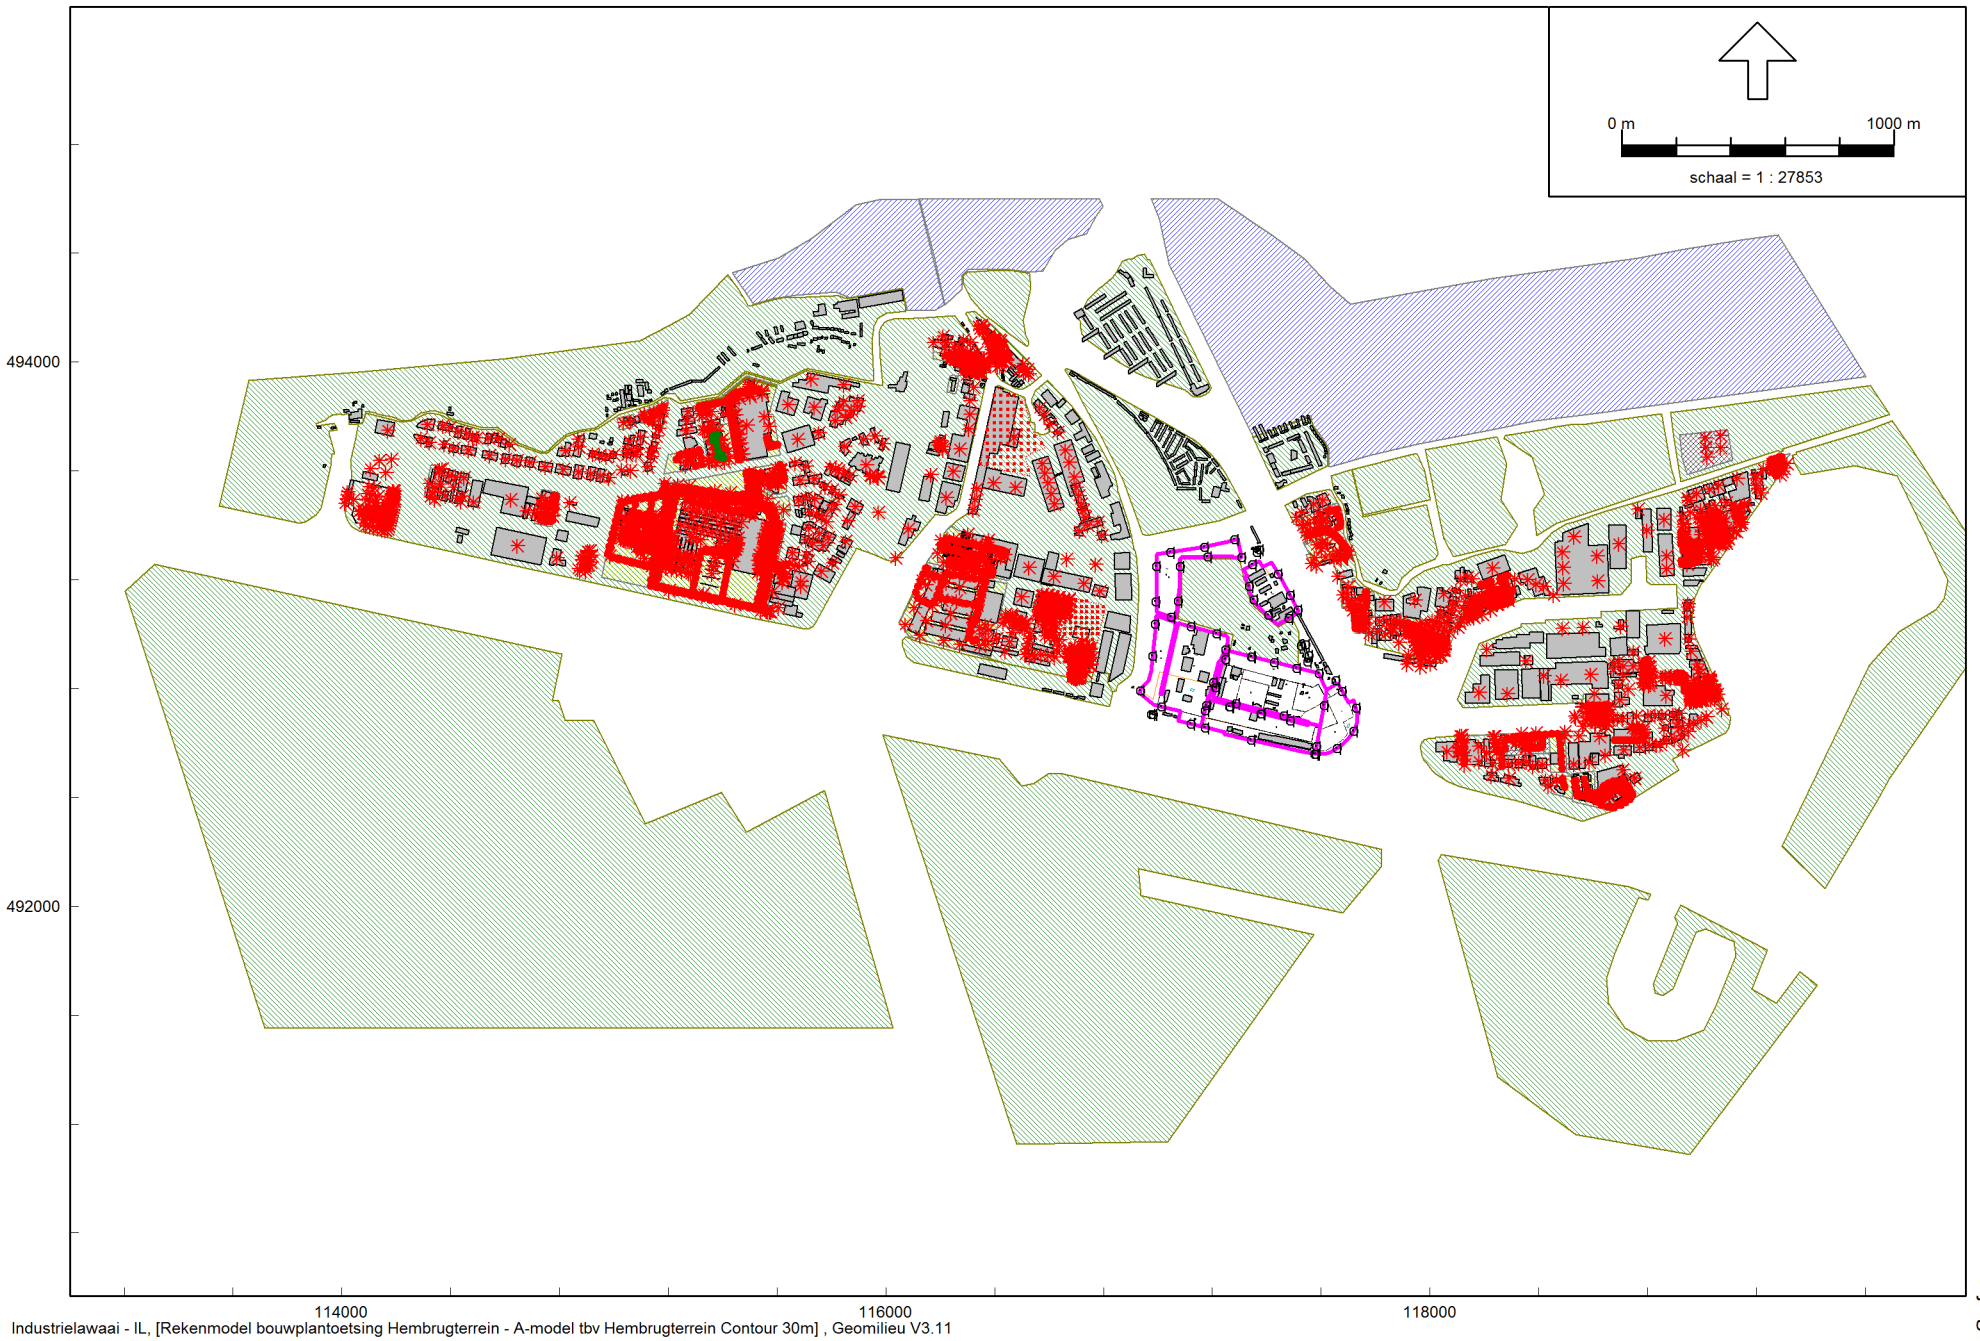 0 m 1000 m
schaal = 1 : 27853
494000
492000
114000 116000 118000
Industrielawaai - IL, [Rekenmodel bouwplantoetsing Hembrugterrein - A-model tbv Hembrugterrein Contour 30m] , Geomilieu V3.11